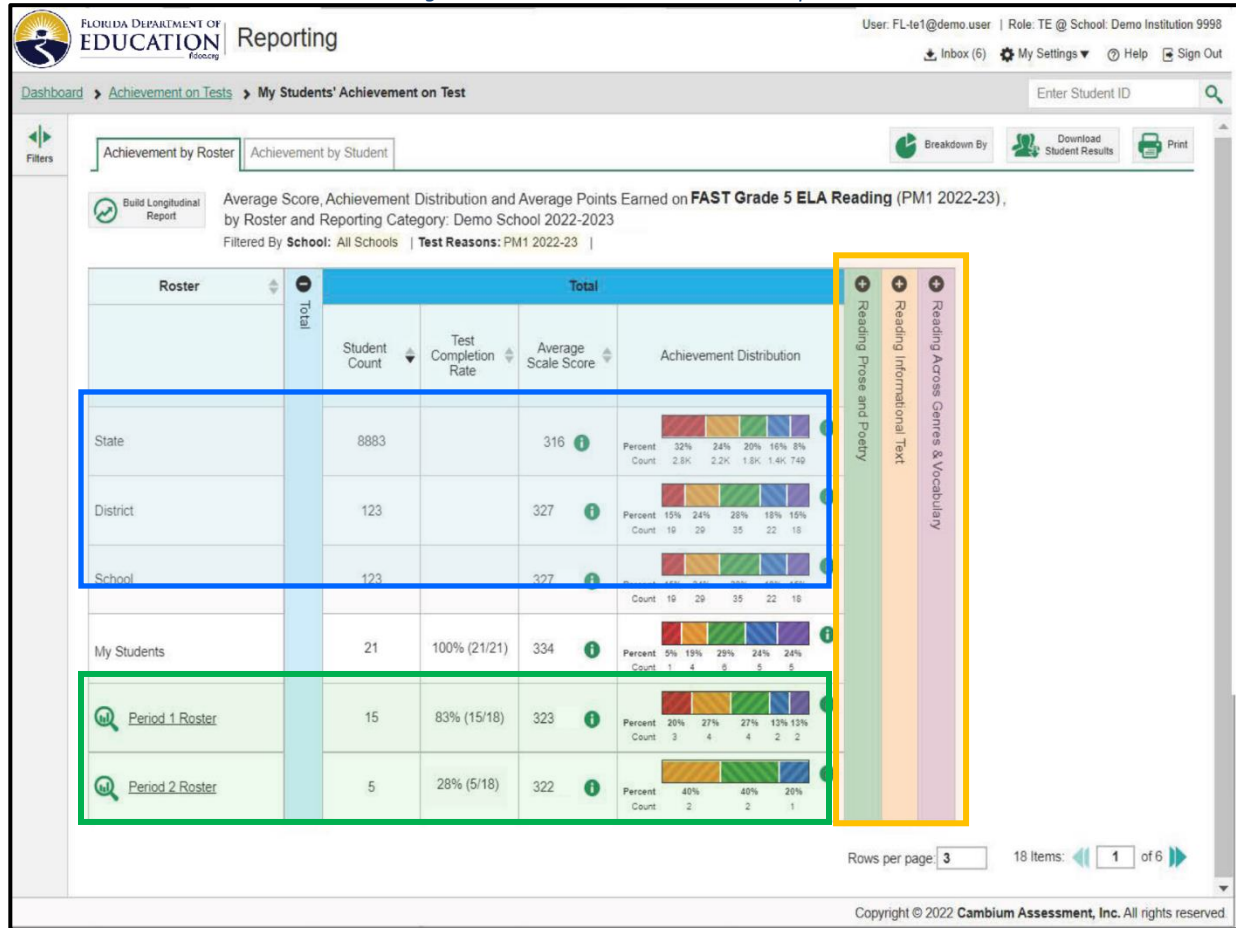 FLORIDA DEPARTMENT OF
EDUCATION
fldoe.org
Reporting
User: FL-te1@demo.user | Role: TE @ School: Demo Institution 9998
Inbox (6) My Settings Help Sign Out
Dashboard > Achievement on Tests > My Students' Achievement on Test
Enter Student ID
Filters
Achievement by Roster
Achievement by Student
Breakdown By
Download
Student Results
Print
Build Longitudinal
Report
Average Score, Achievement Distribution and Average Points Earned on FAST Grade 5 ELA Reading (PM1 2022-23),
by Roster and Reporting Category: Demo School 2022-2023
Filtered By School: All Schools | Test Reasons: PM1 2022-23 |
Roster
Total
Total
Student
Count
Test
Completion
Rate
Average
Scale Score
Achievement Distribution
Reading Prose and Poetry
Reading Informational Text
Reading Across Genres & Vocabulary
State 8883 316
Percent 32% 24% 20% 16% 8%
Count 2.8K 2.2K 1.8K 1.4K 749
District 123 327
Percent 15% 24% 28% 18% 15%
Count 19 29 35 22 18
School 123 327
Count 19 29 35 22 18
My Students 21 100% (21/21) 334
Percent 5% 19% 29% 24% 24%
Count 1 4 6 5 5
Period 1 Roster 15 83% (15/18) 323
Percent 20% 27% 27% 13% 13%
Count 3 4 4 2 2
Period 2 Roster 5 28% (5/18) 322
Percent 40% 40% 20%
Count 2 2 1
Rows per page: 3 18 Items: 1 of 6
Copyright © 2022 Cambium Assessment, Inc. All rights reserved.